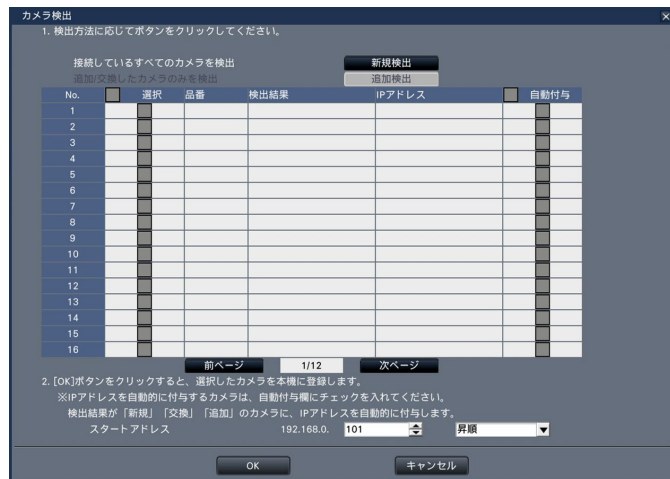 カメラ検出
1. 検出方法に応じてボタンをクリックしてください。
接続しているすべてのカメラを検出 新規検出
追加/交換したカメラのみを検出 追加検出
No. 選択 品番 検出結果 IPアドレス 自動付与
1
2
3
4
5
6
7
8
9
10
11
12
13
14
15
16
前ページ 1/12 次ページ
2. [OK]ボタンをクリックすると、選択したカメラを本機に登録します。
※IPアドレスを自動的に付与するカメラは、自動付与欄にチェックを入れてください。
検出結果が「新規」「交換」「追加」のカメラに、IPアドレスを自動的に付与します。
スタートアドレス 192.168.0. 101 昇順
OK キャンセル